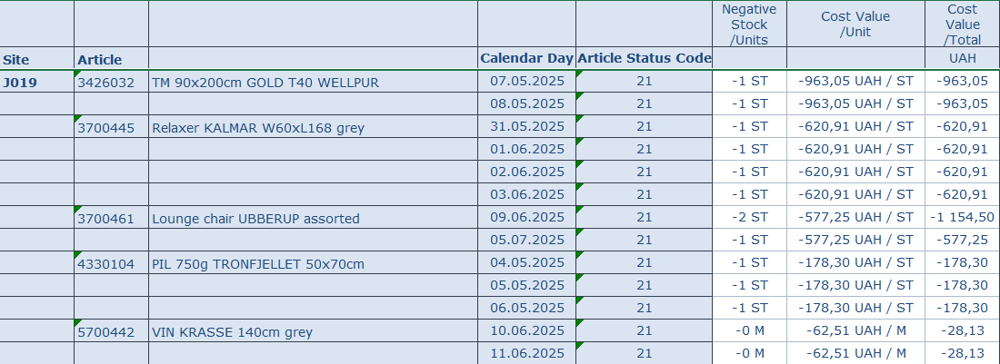 Negative Stock /Units Cost Value /Unit Cost Value /Total
Site Article Calendar Day Article Status Code UAH
J019 3426032 TM 90x200cm GOLD T40 WELLPUR 07.05.2025 21 -1 ST -963,05 UAH / ST -963,05
08.05.2025 21 -1 ST -963,05 UAH / ST -963,05
3700445 Relaxer KALMAR W60xL168 grey 31.05.2025 21 -1 ST -620,91 UAH / ST -620,91
01.06.2025 21 -1 ST -620,91 UAH / ST -620,91
02.06.2025 21 -1 ST -620,91 UAH / ST -620,91
03.06.2025 21 -1 ST -620,91 UAH / ST -620,91
3700461 Lounge chair UBBERUP assorted 09.06.2025 21 -2 ST -577,25 UAH / ST -1 154,50
05.07.2025 21 -1 ST -577,25 UAH / ST -577,25
4330104 PIL 750g TRONFJELLET 50x70cm 04.05.2025 21 -1 ST -178,30 UAH / ST -178,30
05.05.2025 21 -1 ST -178,30 UAH / ST -178,30
06.05.2025 21 -1 ST -178,30 UAH / ST -178,30
5700442 VIN KRASSE 140cm grey 10.06.2025 21 -0 M -62,51 UAH / M -28,13
11.06.2025 21 -0 M -62,51 UAH / M -28,13